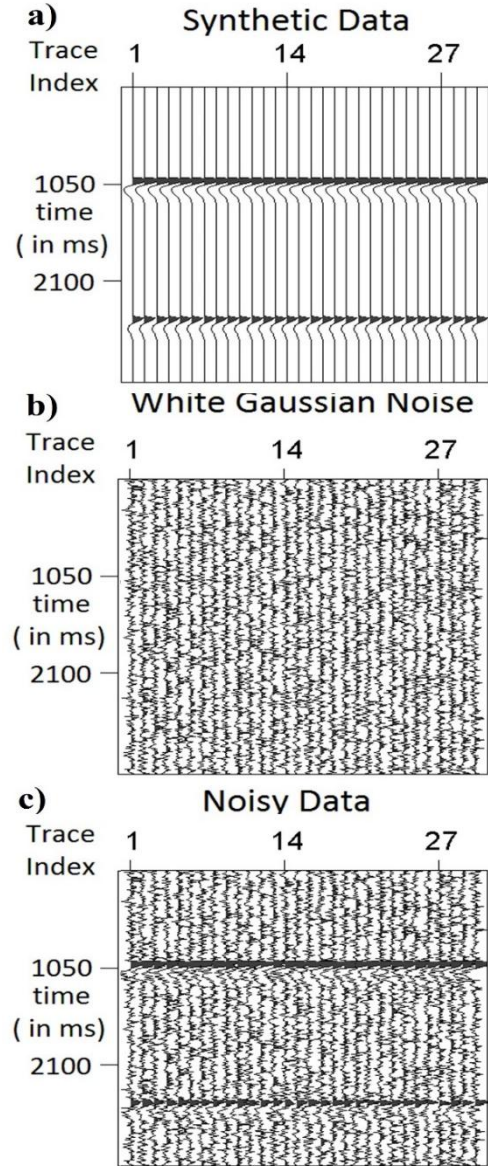 a)
Synthetic Data
Trace
Index
1 14 27
1050
time
( in ms)
2100
b)
White Gaussian Noise
Trace
Index
1 14 27
1050
time
( in ms)
2100
c)
Noisy Data
Trace
Index
1 14 27
1050
time
( in ms)
2100